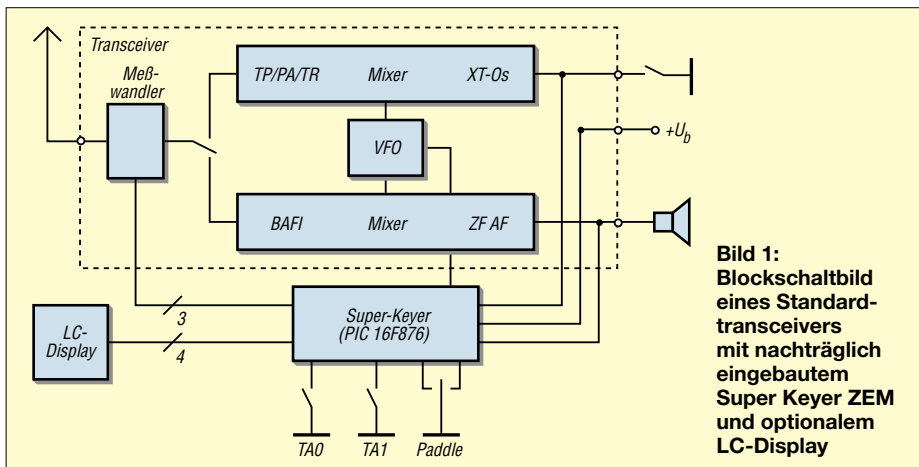 Transceiver
Meß-
wandler
TP/PA/TR Mixer XT-Os
+Ub
VFO
BAFI Mixer ZF AF
LC-
Display
3
4
Super-Keyer
(PIC 16F876)
TA0 TA1 Paddle
Bild 1:
Blockschaltbild
eines Standard-
transceivers
mit nachträglich
eingebautem
Super Keyer ZEM
und optionalem
LC-Display